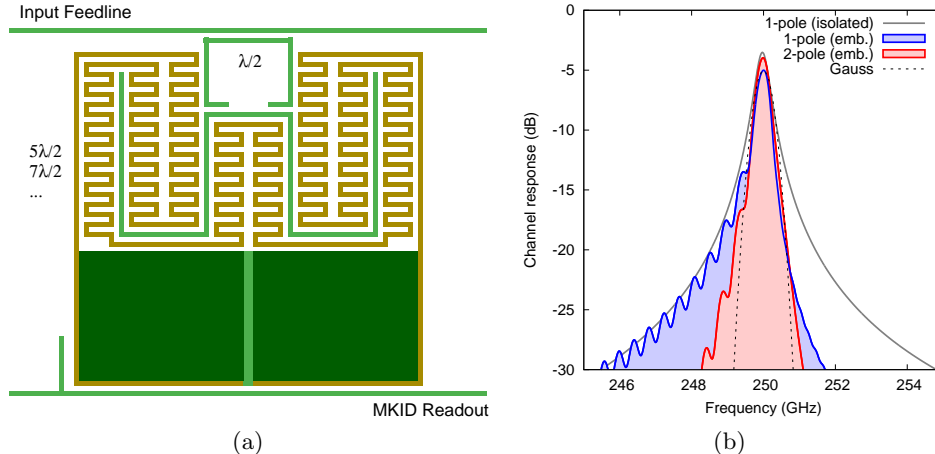 Input Feedline
λ/2
5λ/2
7λ/2
...
MKID Readout
(a)
Channel response (dB)
0
-5
-10
-15
-20
-25
-30
1-pole (isolated)
1-pole (emb.)
2-pole (emb.)
Gauss
246 248 250 252 254
Frequency (GHz)
(b)